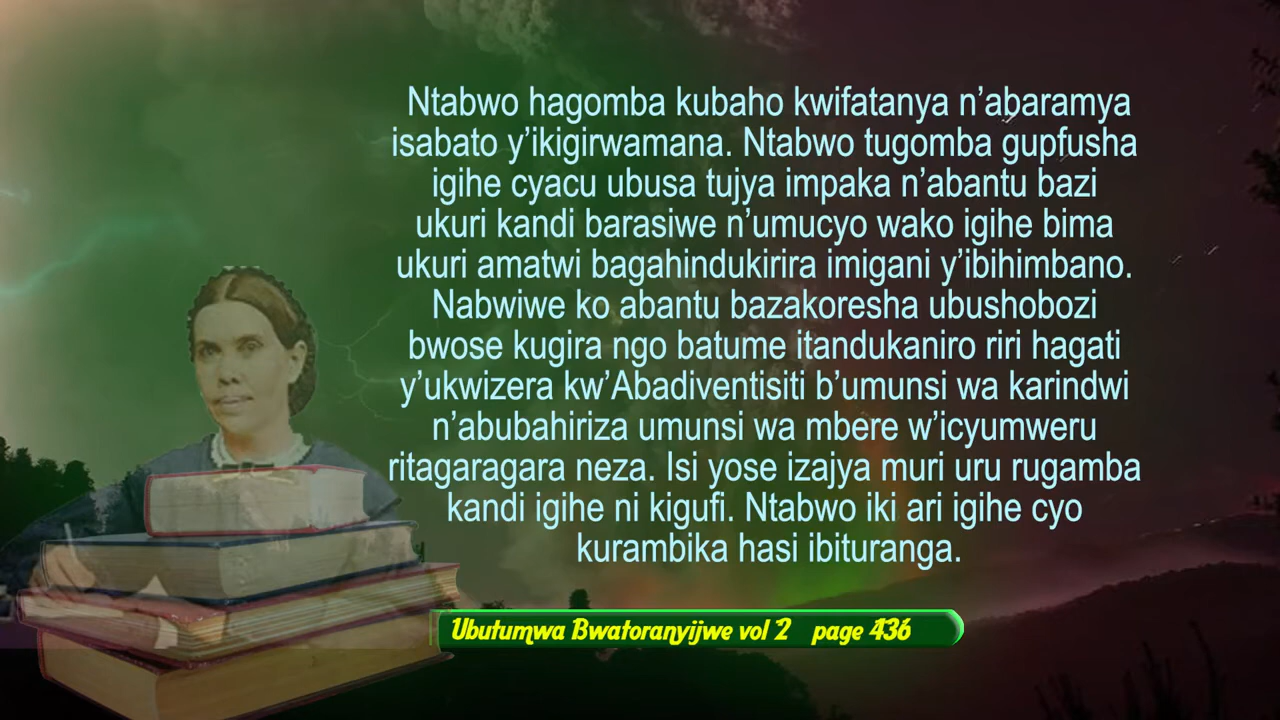 Ntabwo hagomba kubaho kwifatanya n’abaramya
isabato y’ikigirwamana. Ntabwo tugomba gupfusha
igihe cyacu ubusa tujya impaka n’abantu bazi
ukuri kandi barasiwe n’umucyo wako igihe bima
ukuri amatwi bagahindukirira imigani y’ibihimbano.
Nabwiwe ko abantu bazakoresha ubushobozi
bwose kugira ngo batume itandukaniro riri hagati
y’ukwizera kw’Abadiventisiti b’umunsi wa karindwi
n’abubahiriza umunsi wa mbere w’icyumweru
ritagaragara neza. Isi yose izajya muri uru rugamba
kandi igihe ni kigufi. Ntabwo iki ari igihe cyo
kurambika hasi ibituranga.
Ubutumwa Bwatoranyijwe vol 2 page 436